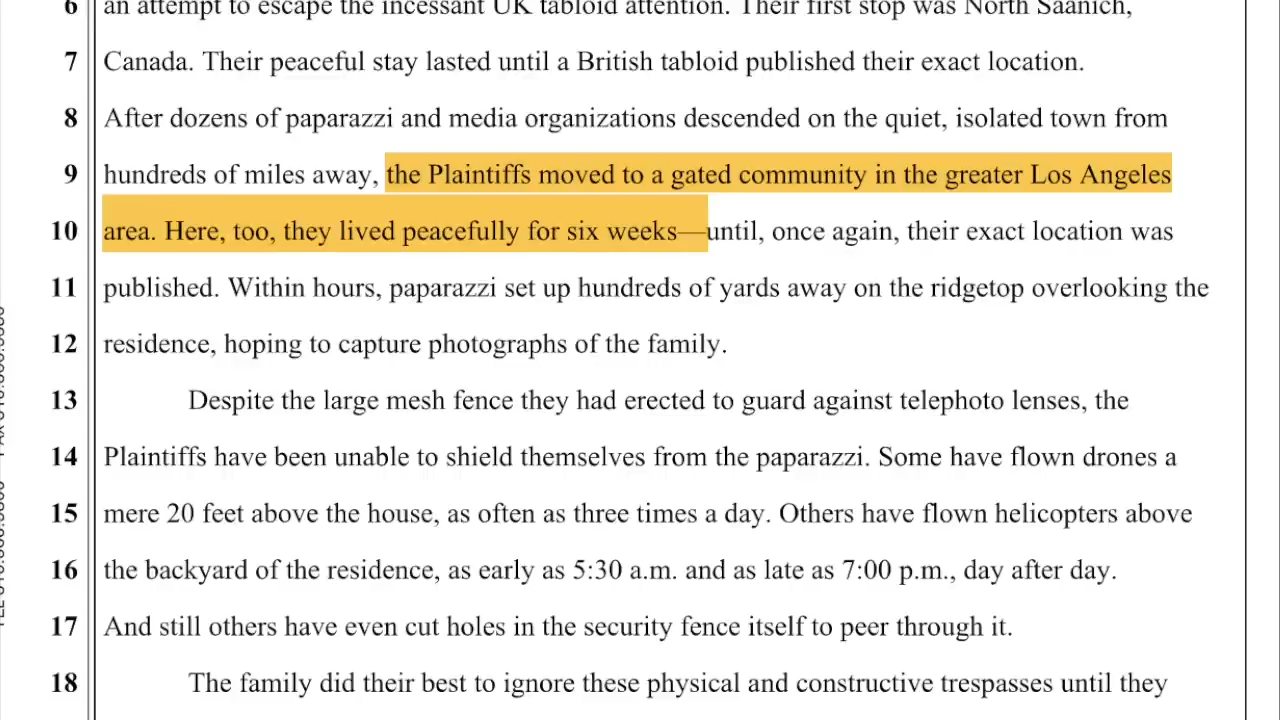 6 an attempt to escape the incessant UK tabloid attention. Their first stop was North Saanich,
7 Canada. Their peaceful stay lasted until a British tabloid published their exact location.
8 After dozens of paparazzi and media organizations descended on the quiet, isolated town from
9 hundreds of miles away, the Plaintiffs moved to a gated community in the greater Los Angeles
10 area. Here, too, they lived peacefully for six weeks—until, once again, their exact location was
11 published. Within hours, paparazzi set up hundreds of yards away on the ridgetop overlooking the
12 residence, hoping to capture photographs of the family.
13 Despite the large mesh fence they had erected to guard against telephoto lenses, the
14 Plaintiffs have been unable to shield themselves from the paparazzi. Some have flown drones a
15 mere 20 feet above the house, as often as three times a day. Others have flown helicopters above
16 the backyard of the residence, as early as 5:30 a.m. and as late as 7:00 p.m., day after day.
17 And still others have even cut holes in the security fence itself to peer through it.
18 The family did their best to ignore these physical and constructive trespasses until they